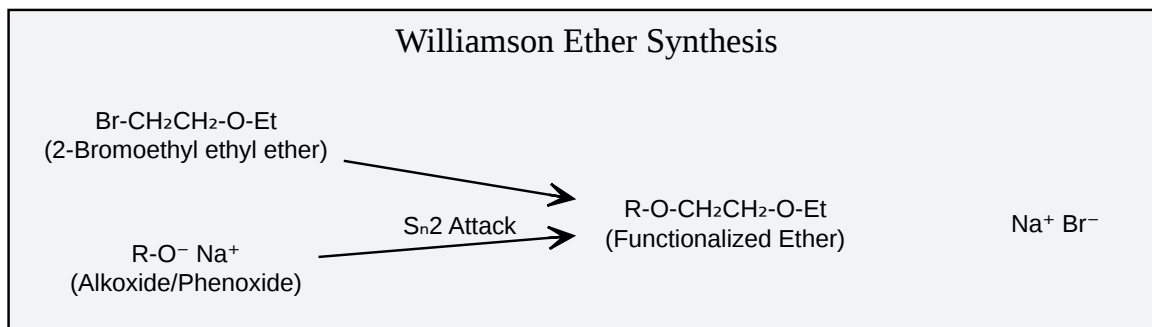 Williamson Ether Synthesis
Br-CH₂CH₂-O-Et
(2-Bromoethyl ethyl ether)
R-O⁻ Na⁺
(Alkoxide/Phenoxide)
Sₙ2 Attack
R-O-CH₂CH₂-O-Et
(Functionalized Ether)
Na⁺ Br⁻